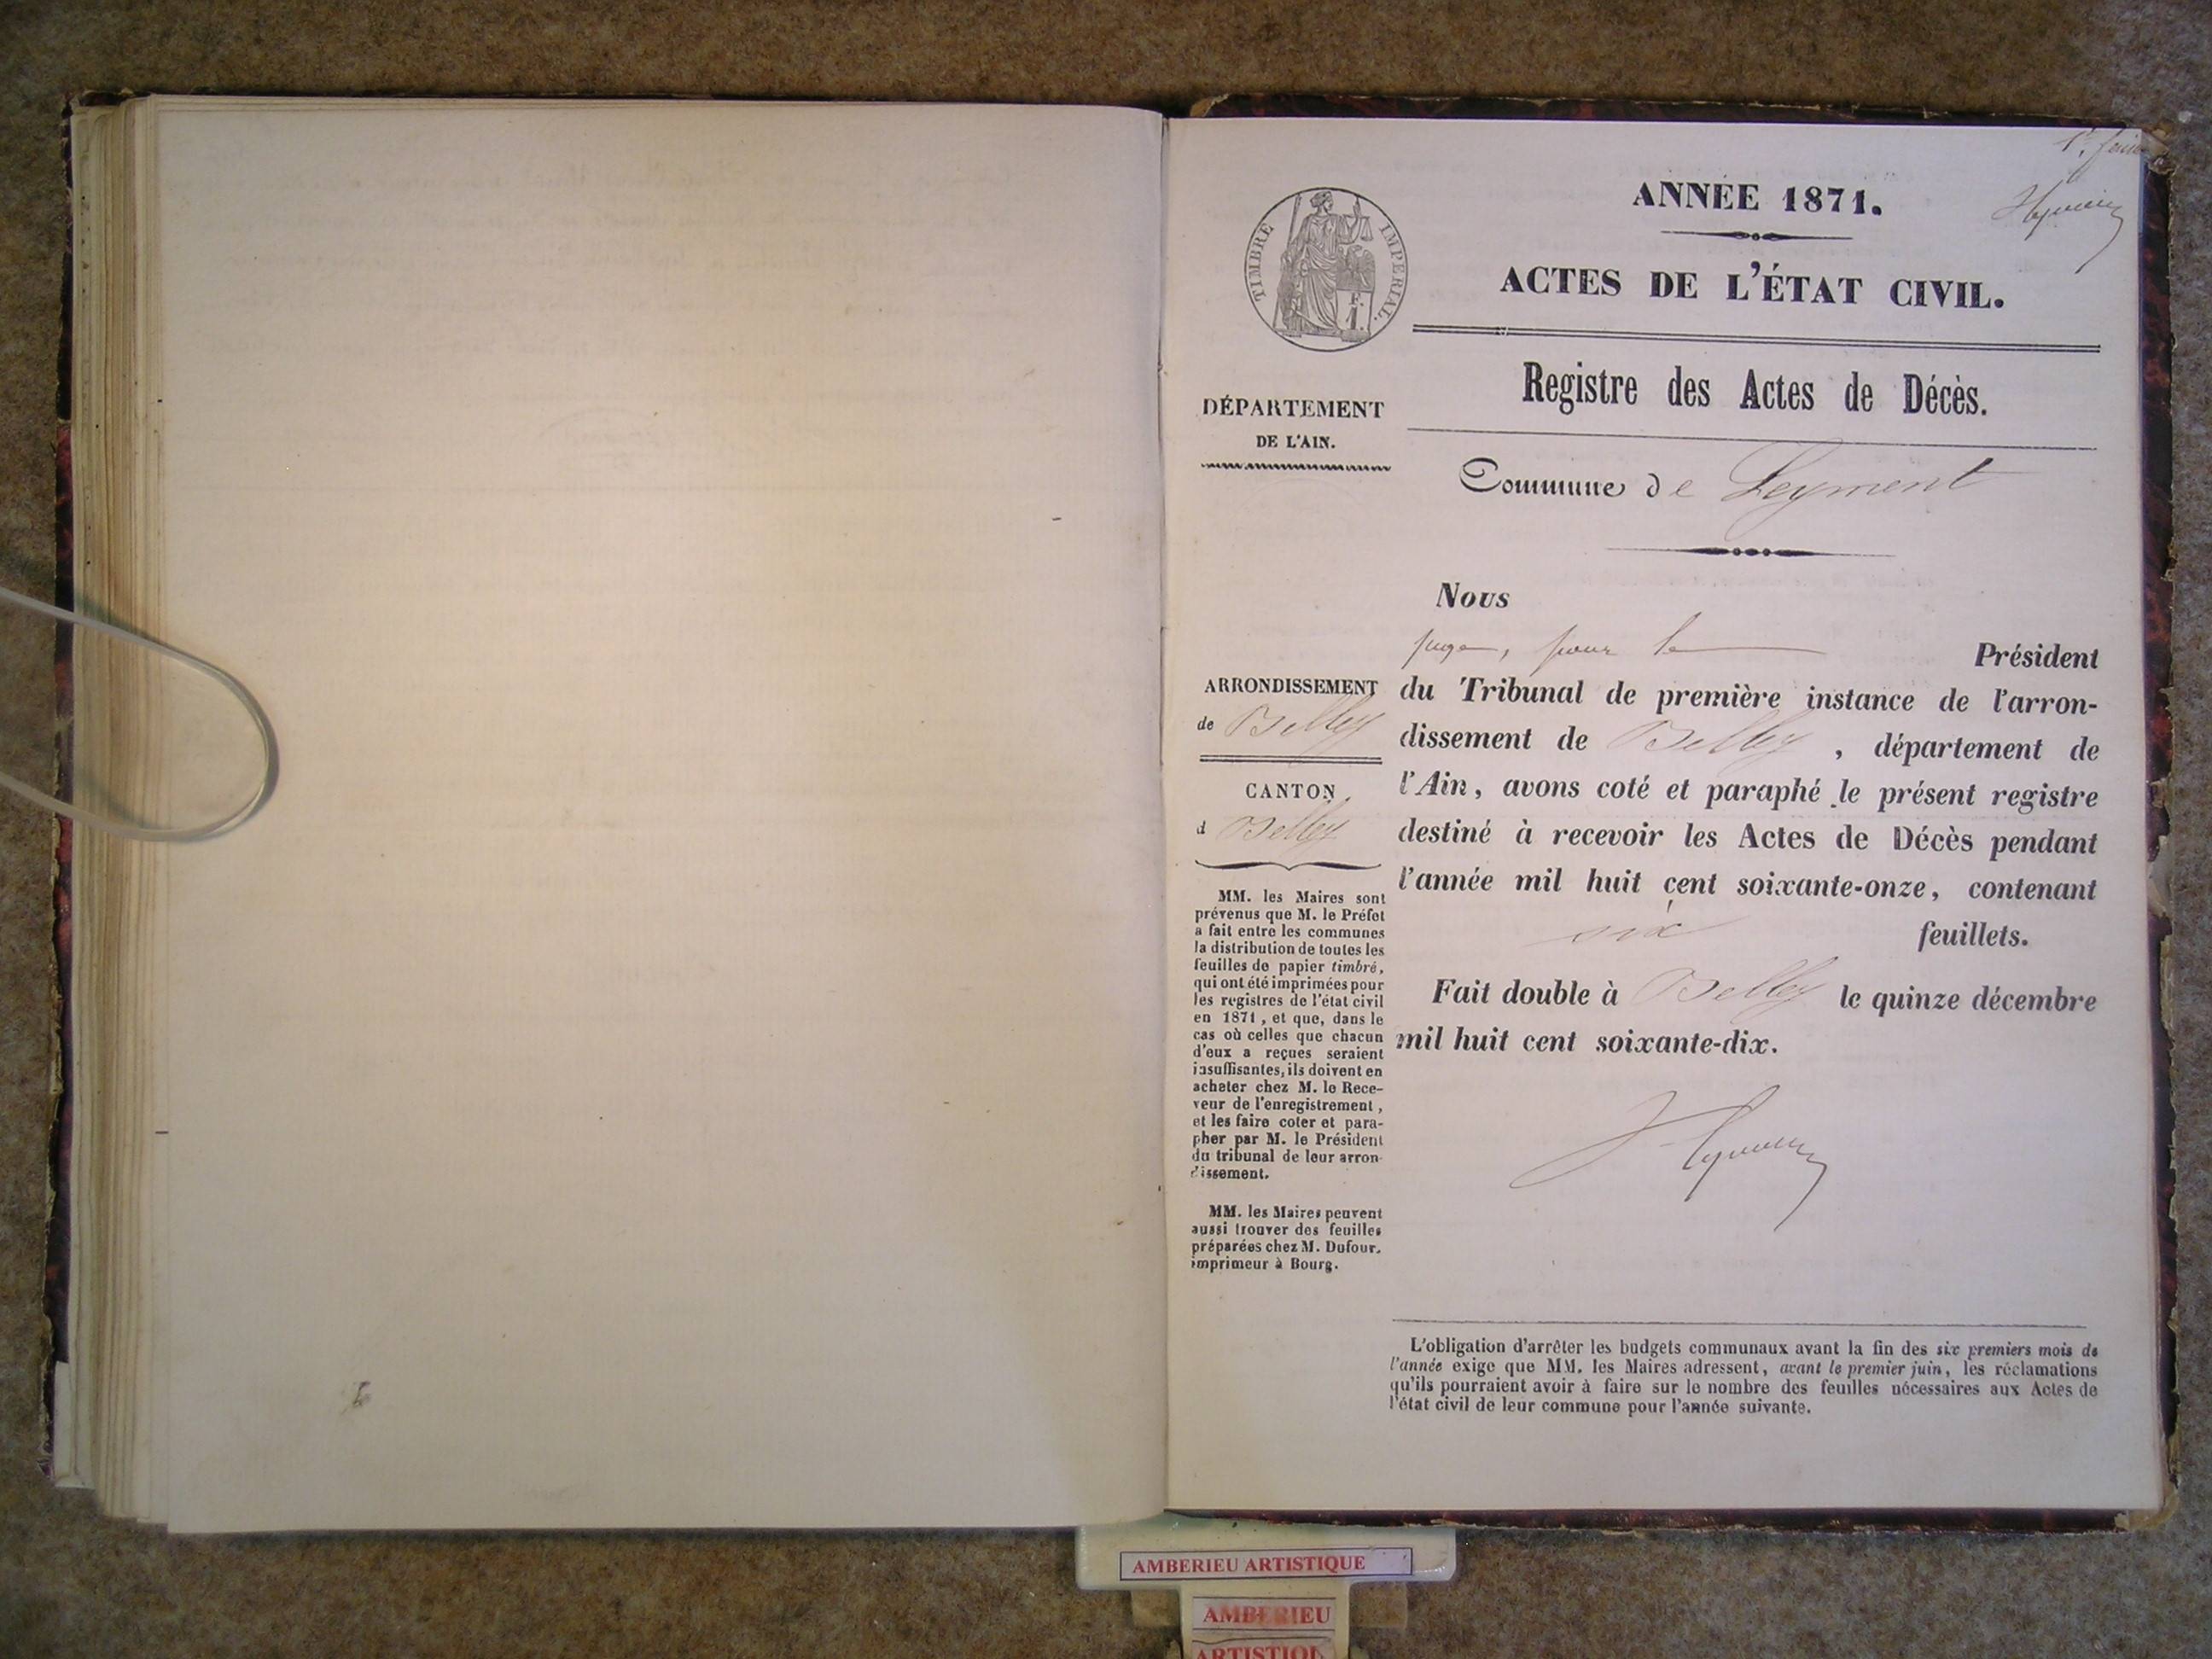 ANNÉE 1871.
TIMBRE IMPERIAL.
ACTES DE L'ÉTAT CIVIL.
Registre des Actes de Décès.
DÉPARTEMENT
DE L'AIN.
Commune de Leyment
Nous
juge, pour le Président
du Tribunal de première instance de l'arron-
dissement de Belley, département de
l'Ain, avons coté et paraphé le présent registre
destiné à recevoir les Actes de Décès pendant
l'année mil huit cent soixante-onze, contenant
six feuillets.
Fait double à Belley le quinze décembre
mil huit cent soixante-dix.
ARRONDISSEMENT
de Belley
CANTON
d Belley
MM. les Maires sont
prévenus que M. le Préfet
a fait entre les communes
la distribution de toutes les
feuilles de papier timbré,
qui ont été imprimées pour
les registres de l'état civil
en 1871, et que, dans le
cas où celles que chacun
d'eux a reçues seraient
insuffisantes, ils doivent en
acheter chez M. le Rece-
veur de l'enregistrement,
et les faire coter et para-
pher par M. le Président
du tribunal de leur arron-
dissement.
MM. les Maires peuvent
aussi trouver des feuilles
préparées chez M. Dufour,
imprimeur à Bourg.
L'obligation d'arrêter les budgets communaux avant la fin des six premiers mois de
l'année exige que MM. les Maires adressent, avant le premier juin, les réclamations
qu'ils pourraient avoir à faire sur le nombre des feuilles nécessaires aux Actes de
l'état civil de leur commune pour l'année suivante.
AMBERIEU ARTISTIQUE
AMBERIEU